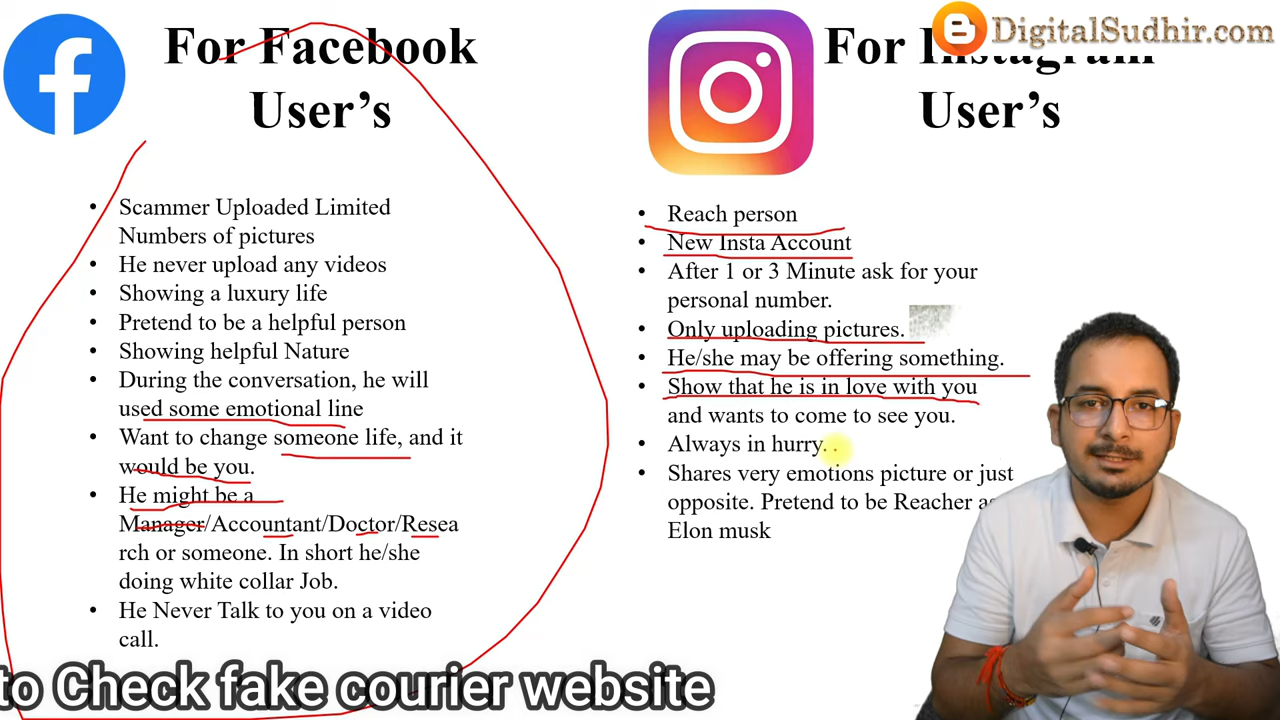 For Facebook
User's
• Scammer Uploaded Limited
Numbers of pictures
• He never upload any videos
• Showing a luxury life
• Pretend to be a helpful person
• Showing helpful Nature
• During the conversation, he will
used some emotional line
• Want to change someone life, and it
would be you.
• He might be a
Manager/Accountant/Doctor/Resea
rch or someone. In short he/she
doing white collar Job.
• He Never Talk to you on a video
call.
DigitalSudhir.com
For Instagram
User's
• Reach person
• New Insta Account
• After 1 or 3 Minute ask for your
personal number.
• Only uploading pictures.
• He/she may be offering something.
• Show that he is in love with you
and wants to come to see you.
• Always in hurry. .
• Shares very emotions picture or just
opposite. Pretend to be Reacher as
Elon musk
to Check fake courier website